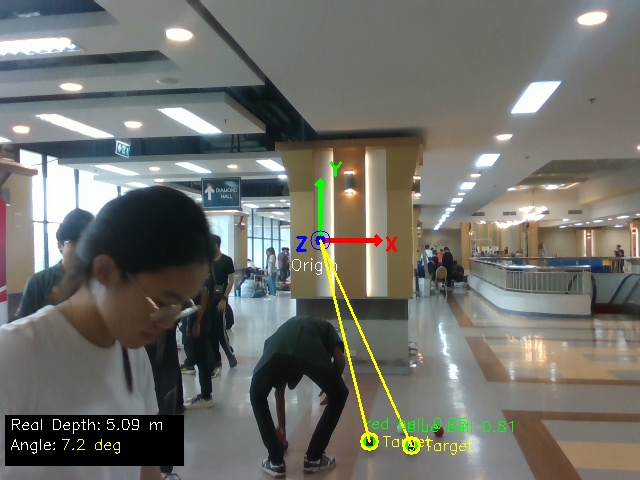 DIAMOND
HALL
Y
Z
X
Origin
Real Depth: 5.09 m
Angle: 7.2 deg
0.81
Target
Target